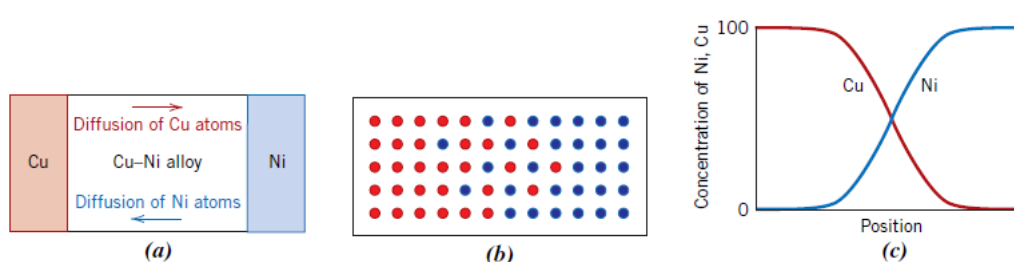 Cu
Diffusion of Cu atoms
Cu–Ni alloy
Diffusion of Ni atoms
Ni
(a)
(b)
Concentration of Ni, Cu
100
0
Cu
Ni
Position
(c)